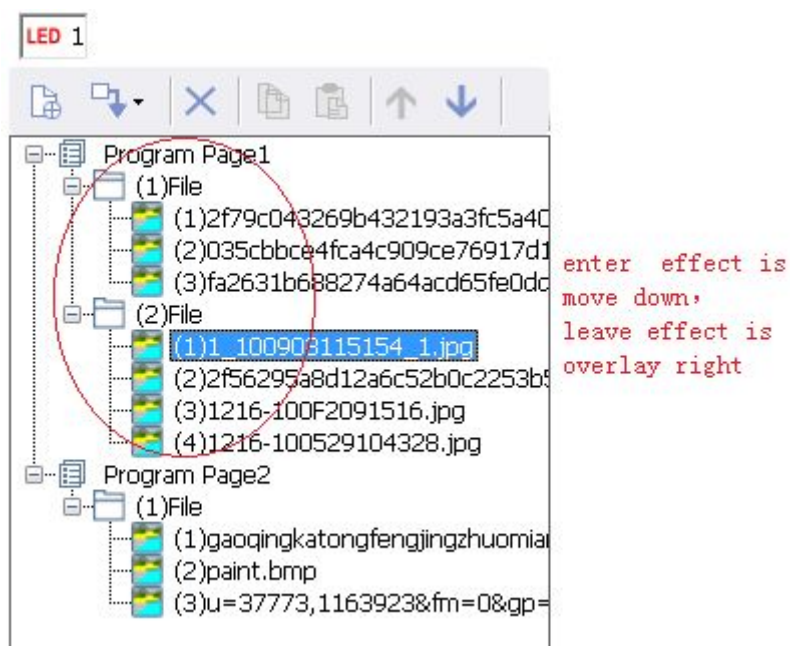 LED 1
Program Page1
(1)File
(1)2f79c043269b432193a3fc5a40
(2)035cbbce4fca4c909ce76917d1
(3)fa2631b688274a64acd65fe0dc
(2)File
(1)1_100903115154_1.jpg
(2)2f56295a8d12a6c52b0c2253b5
(3)1216-100F2091516.jpg
(4)1216-100529104328.jpg
Program Page2
(1)File
(1)gaoqingkatongfengjingzhuomian
(2)paint.bmp
(3)u=37773,1163923&fm=0&gp=
enter effect is
move down,
leave effect is
overlay right